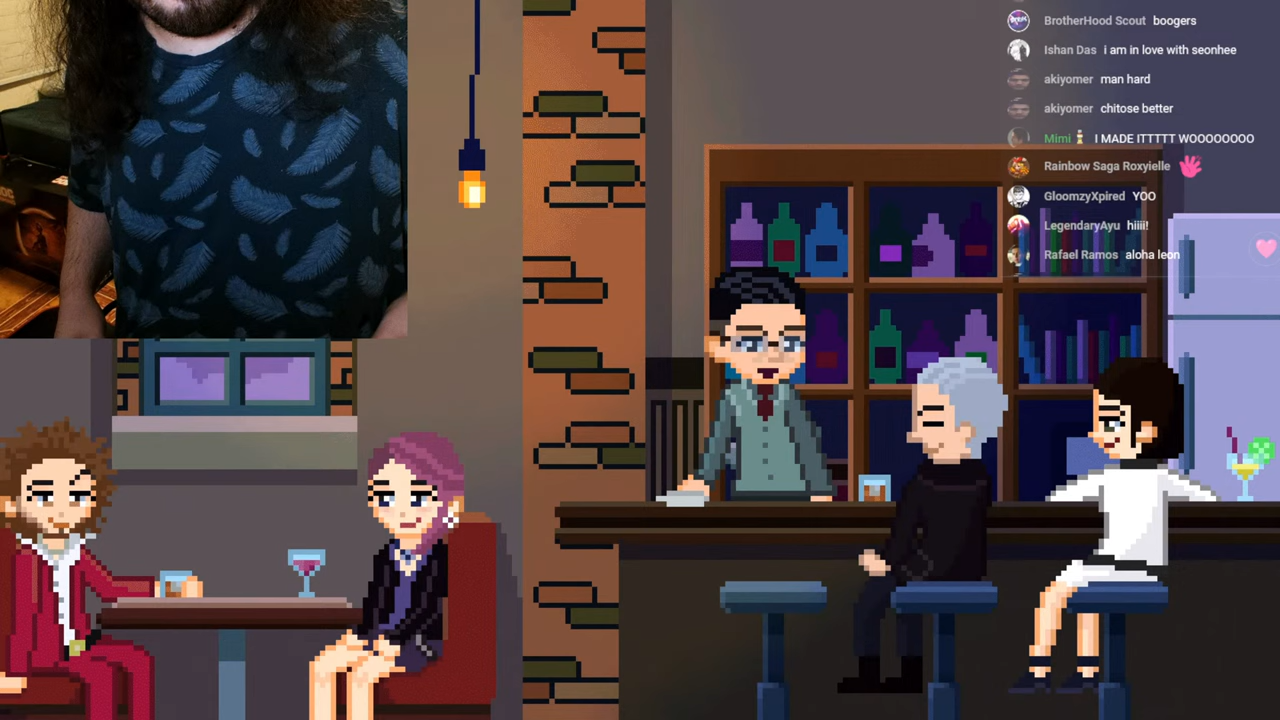 BrotherHood Scout boogers
Ishan Das i am in love with seonhee
akiyomer man hard
akiyomer chitose better
Mimi I MADE ITTTTT WOOOOOOOO
Rainbow Saga Roxyielle
GloomzyXpired YOO
LegendaryAyu hiiii!
Rafael Ramos aloha leon